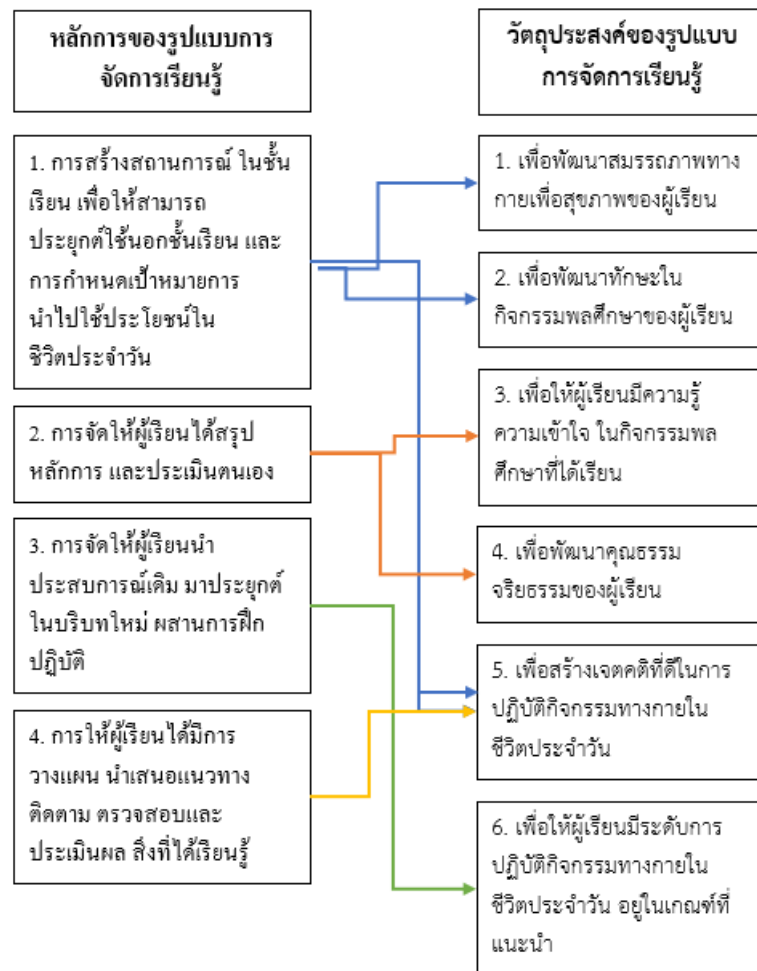 หลักการของรูปแบบการ
จัดการเรียนรู้
1. การสร้างสถานการณ์ ในชั้น
เรียน เพื่อให้สามารถ
ประยุกต์ใช้นอกชั้นเรียน และ
การกำหนดเป้าหมายการ
นำไปใช้ประโยชน์ใน
ชีวิตประจำวัน
2. การจัดให้ผู้เรียนได้สรุป
หลักการ และประเมินตนเอง
3. การจัดให้ผู้เรียนนำ
ประสบการณ์เดิม มาประยุกต์
ในบริบทใหม่ ผสานการฝึก
ปฏิบัติ
4. การให้ผู้เรียนได้มีการ
วางแผน นำเสนอแนวทาง
ติดตาม ตรวจสอบและ
ประเมินผล สิ่งที่ได้เรียนรู้
วัตถุประสงค์ของรูปแบบ
การจัดการเรียนรู้
1. เพื่อพัฒนาสมรรถภาพทาง
กายเพื่อสุขภาพของผู้เรียน
2. เพื่อพัฒนาทักษะใน
กิจกรรมพลศึกษาของผู้เรียน
3. เพื่อให้ผู้เรียนมีความรู้
ความเข้าใจ ในกิจกรรมพล
ศึกษาที่ได้เรียน
4. เพื่อพัฒนาคุณธรรม
จริยธรรมของผู้เรียน
5. เพื่อสร้างเจตคติที่ดีในการ
ปฏิบัติกิจกรรมทางกายใน
ชีวิตประจำวัน
6. เพื่อให้ผู้เรียนมีระดับการ
ปฏิบัติกิจกรรมทางกายใน
ชีวิตประจำวัน อยู่ในเกณฑ์ที่
แนะนำ